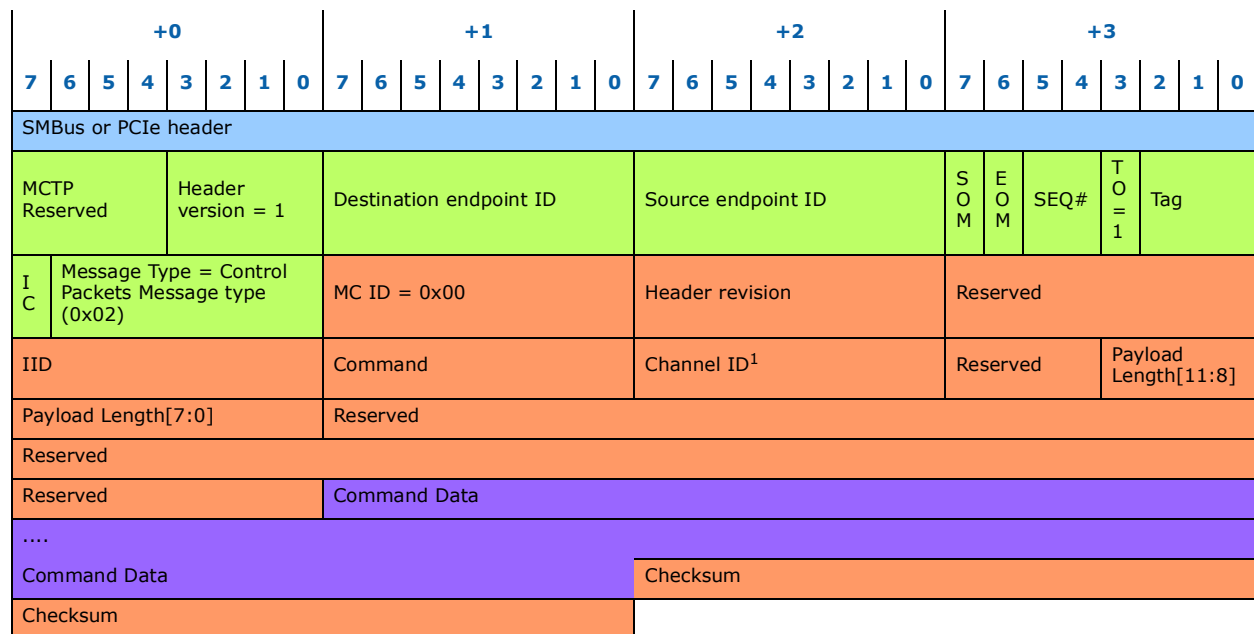 +0 +1 +2 +3
7 6 5 4 3 2 1 0 7 6 5 4 3 2 1 0 7 6 5 4 3 2 1 0 7 6 5 4 3 2 1 0
SMBus or PCIe header
MCTP
Reserved
Header
version = 1
Destination endpoint ID
Source endpoint ID
S
O
M
E
O
M
SEQ#
T
O
=
1
Tag
I
C
Message Type = Control
Packets Message type
(0x02)
MC ID = 0x00
Header revision
Reserved
IID
Command
Channel ID¹
Reserved
Payload
Length[11:8]
Payload Length[7:0]
Reserved
Reserved
Reserved
Command Data
....
Command Data
Checksum
Checksum